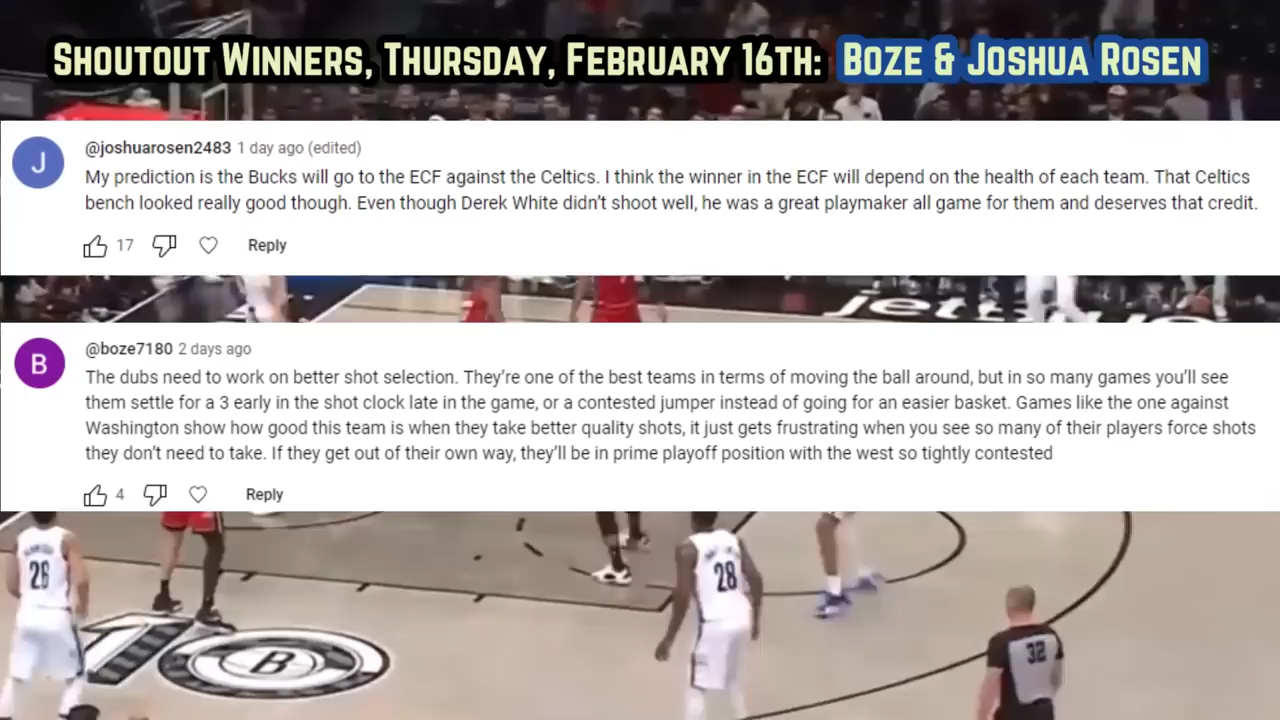 Shoutout Winners, Thursday, February 16th: Boze & Joshua Rosen
J
@joshuarosen2483 1 day ago (edited)
My prediction is the Bucks will go to the ECF against the Celtics. I think the winner in the ECF will depend on the health of each team. That Celtics
bench looked really good though. Even though Derek White didn't shoot well, he was a great playmaker all game for them and deserves that credit.
17 Reply
B
@boze7180 2 days ago
The dubs need to work on better shot selection. They're one of the best teams in terms of moving the ball around, but in so many games you'll see
them settle for a 3 early in the shot clock late in the game, or a contested jumper instead of going for an easier basket. Games like the one against
Washington show how good this team is when they take better quality shots, it just gets frustrating when you see so many of their players force shots
they don't need to take. If they get out of their own way, they'll be in prime playoff position with the west so tightly contested
4 Reply
26
28
32
B